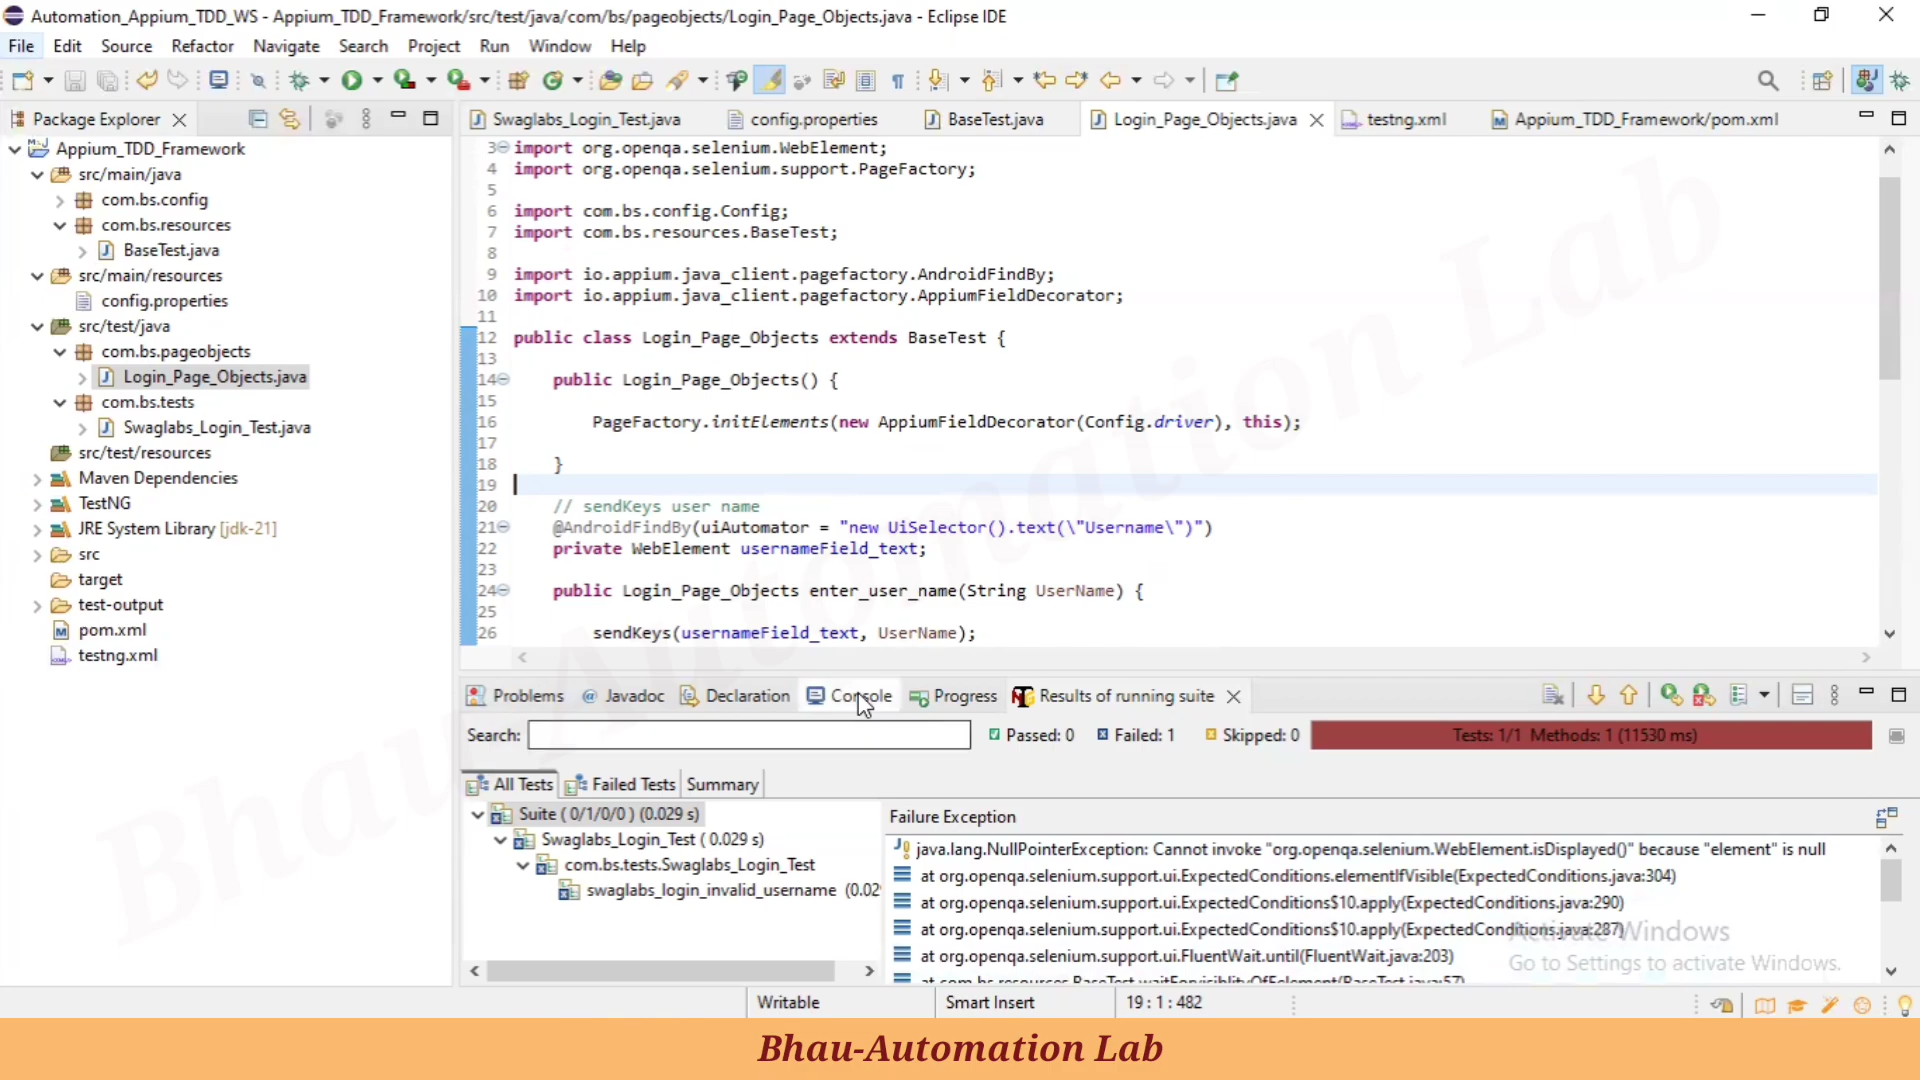 Automation_Appium_TDD_WS - Appium_TDD_Framework/src/test/java/com/bs/pageobjects/Login_Page_Objects.java - Eclipse IDE
File Edit Source Refactor Navigate Search Project Run Window Help
Package Explorer
Appium_TDD_Framework
src/main/java
com.bs.config
com.bs.resources
BaseTest.java
src/main/resources
config.properties
src/test/java
com.bs.pageobjects
Login_Page_Objects.java
com.bs.tests
Swaglabs_Login_Test.java
src/test/resources
Maven Dependencies
TestNG
JRE System Library [jdk-21]
src
target
test-output
pom.xml
testng.xml
Swaglabs_Login_Test.java config.properties BaseTest.java Login_Page_Objects.java testng.xml Appium_TDD_Framework/pom.xml
3 import org.openqa.selenium.WebElement;
4 import org.openqa.selenium.support.PageFactory;
5
6 import com.bs.config.Config;
7 import com.bs.resources.BaseTest;
8
9 import io.appium.java_client.pagefactory.AndroidFindBy;
10 import io.appium.java_client.pagefactory.AppiumFieldDecorator;
11
12 public class Login_Page_Objects extends BaseTest {
13
14 public Login_Page_Objects() {
15
16 PageFactory.initElements(new AppiumFieldDecorator(Config.driver), this);
17
18 }
19
20 // sendKeys user name
21 @AndroidFindBy(uiAutomator = "new UiSelector().text(\"Username\")")
22 private WebElement usernameField_text;
23
24 public Login_Page_Objects enter_user_name(String UserName) {
25
26 sendKeys(usernameField_text, UserName);
Problems Javadoc Declaration Console Progress Results of running suite
Search: Passed: 0 Failed: 1 Skipped: 0 Tests: 1/1 Methods: 1 (11530 ms)
All Tests Failed Tests Summary
Suite ( 0/1/0/0 ) (0.029 s)
Swaglabs_Login_Test ( 0.029 s)
com.bs.tests.Swaglabs_Login_Test
swaglabs_login_invalid_username (0.02
Failure Exception
java.lang.NullPointerException: Cannot invoke "org.openqa.selenium.WebElement.isDisplayed()" because "element" is null
at org.openqa.selenium.support.ui.ExpectedConditions.elementIfVisible(ExpectedConditions.java:304)
at org.openqa.selenium.support.ui.ExpectedConditions$10.apply(ExpectedConditions.java:290)
at org.openqa.selenium.support.ui.ExpectedConditions$10.apply(ExpectedConditions.java:287)
at org.openqa.selenium.support.ui.FluentWait.until(FluentWait.java:203)
Activate Windows
Go to Settings to activate Windows.
Writable Smart Insert 19 : 1 : 482
Bhau-Automation Lab
Bhau-Automation Lab